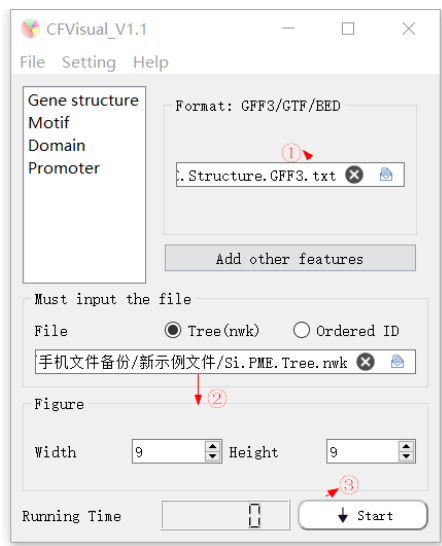 CFVisual_V1.1
File Setting Help
Gene structure
Motif
Domain
Promoter
Format: GFF3/GTF/BED
①
.Structure.GFF3.txt
Add other features
Must input the file
File Tree(nwk) Ordered ID
手机文件备份/新示例文件/Si.PME.Tree.nwk
②
Figure
Width 9 Height 9
③
Running Time 0 Start